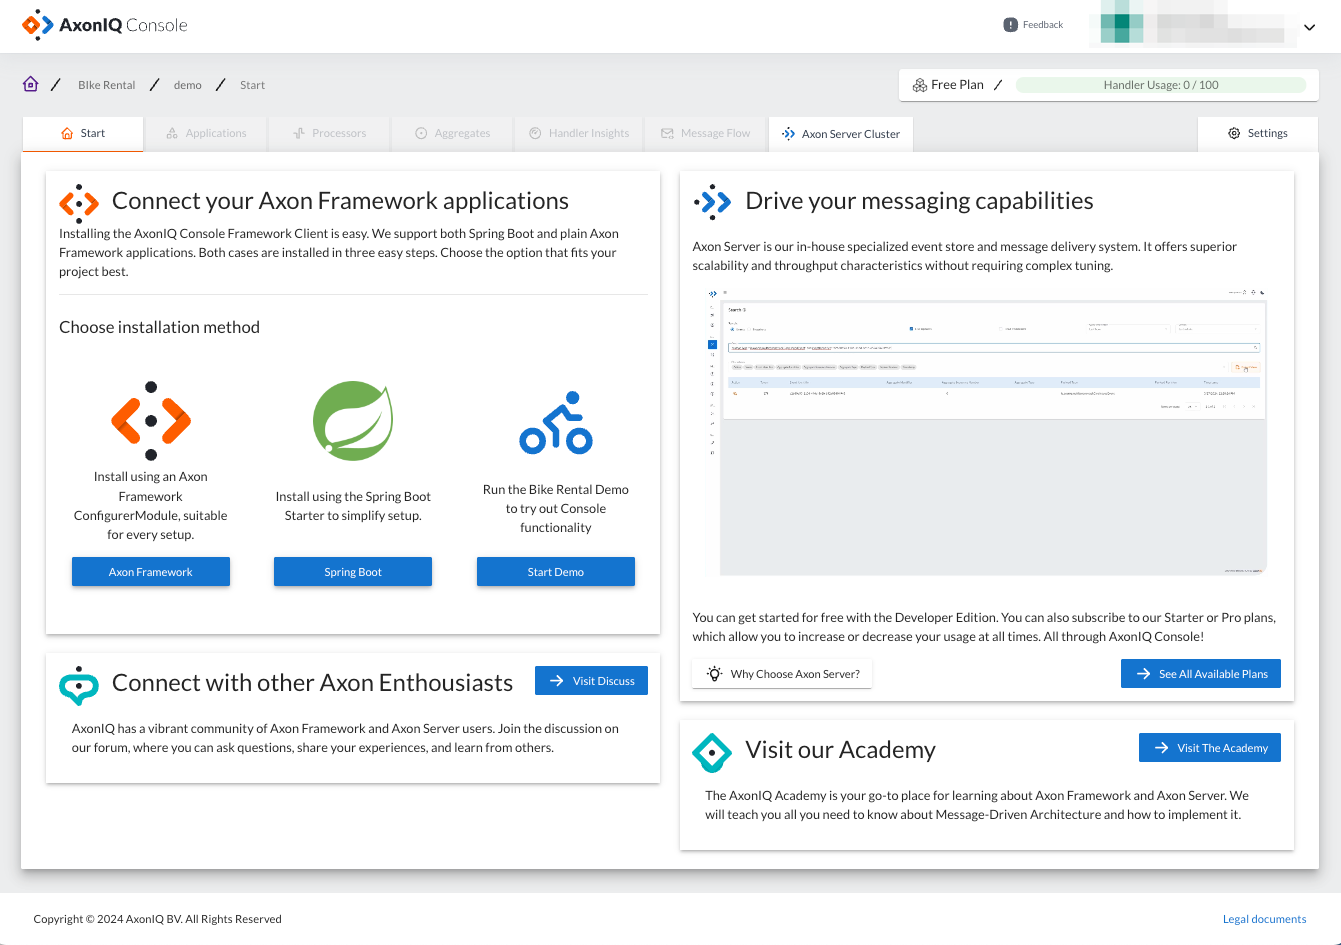 AxonIQ Console
Feedback
BIke Rental / demo / Start
Free Plan / Handler Usage: 0 / 100
Start
Applications
Processors
Aggregates
Handler Insights
Message Flow
Axon Server Cluster
Settings
Connect your Axon Framework applications
Installing the AxonIQ Console Framework Client is easy. We support both Spring Boot and plain Axon
Framework applications. Both cases are installed in three easy steps. Choose the option that fits your
project best.
Choose installation method
Install using an Axon
Framework
ConfigurerModule, suitable
for every setup.
Axon Framework
Install using the Spring Boot
Starter to simplify setup.
Spring Boot
Run the Bike Rental Demo
to try out Console
functionality
Start Demo
Connect with other Axon Enthousiasts
Visit Discuss
AxonIQ has a vibrant community of Axon Framework and Axon Server users. Join the discussion on
our forum, where you can ask questions, share your experiences, and learn from others.
Drive your messaging capabilities
Axon Server is our in-house specialized event store and message delivery system. It offers superior
scalability and throughput characteristics without requiring complex tuning.
Search
You can get started for free with the Developer Edition. You can also subscribe to our Starter or Pro plans,
which allow you to increase or decrease your usage at all times. All through AxonIQ Console!
Why Choose Axon Server?
See All Available Plans
Visit our Academy
Visit The Academy
The AxonIQ Academy is your go-to place for learning about Axon Framework and Axon Server. We
will teach you all you need to know about Message-Driven Architecture and how to implement it.
Copyright © 2024 AxonIQ BV. All Rights Reserved
Legal documents